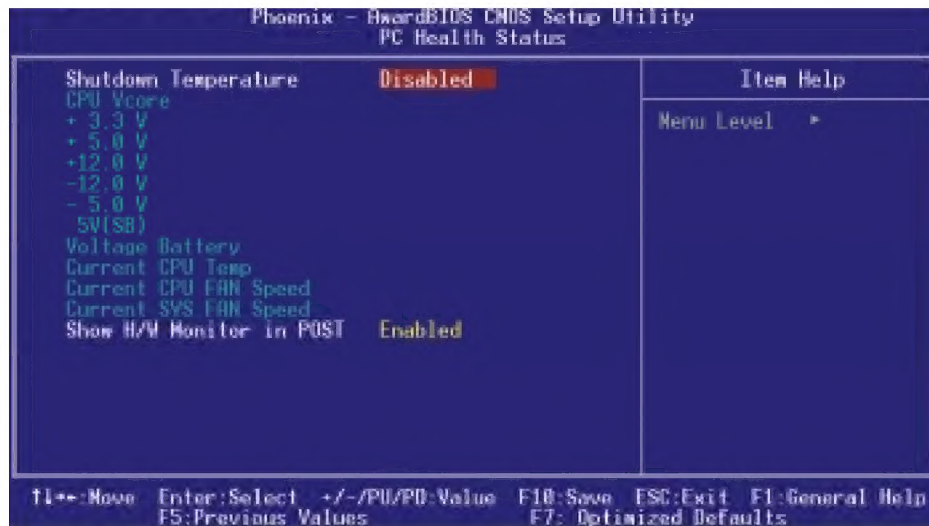 Phoenix - AwardBIOS CMOS Setup Utility
PC Health Status
Shutdown Temperature Disabled
Item Help
CPU Vcore
+ 3.3 V
Menu Level ►
+ 5.0 V
+12.0 V
-12.0 V
- 5.0 V
5V(SB)
Voltage Battery
Current CPU Temp
Current CPU FAN Speed
Current SYS FAN Speed
Show H/W Monitor in POST Enabled
↑↓→←:Move Enter:Select +/-/PU/PD:Value F10:Save ESC:Exit F1:General Help
F5:Previous Values F7: Optimized Defaults